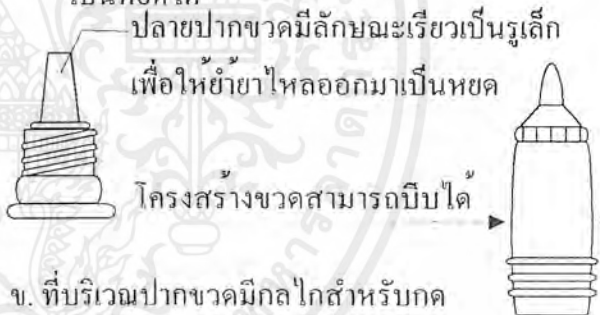 ปลายปากขวดมีลักษณะเรียวเป็นรูเล็ก
เพื่อให้ย้ำยาไหลออกมาเป็นหยด
โครงสร้างขวดสามารถบีบได้
ข. ที่บริเวณปากขวดมีกลไกสำหรับกด